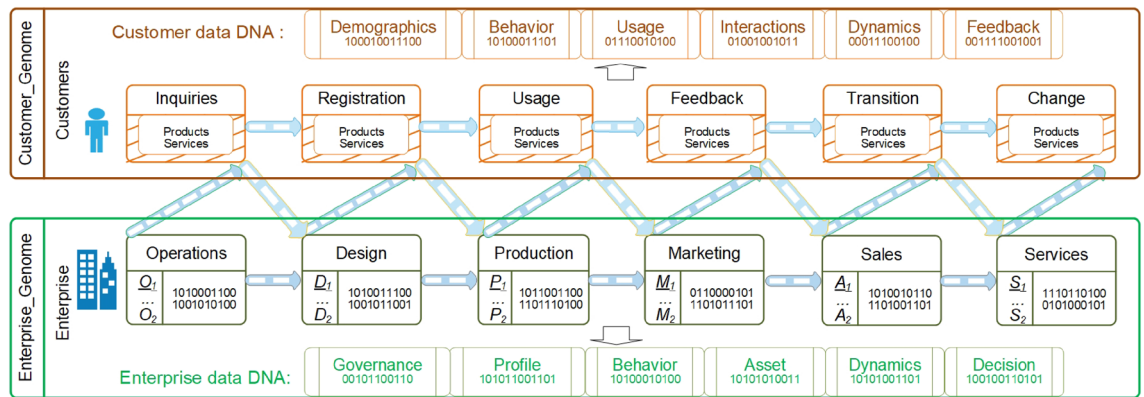 Customer_Genome
Customers
Customer data DNA :
Demographics
100010011100
Behavior
10100011101
Usage
01110010100
Interactions
01001001011
Dynamics
00011100100
Feedback
001111001001
Inquiries
Products
Services
Registration
Products
Services
Usage
Products
Services
Feedback
Products
Services
Transition
Products
Services
Change
Products
Services
Enterprise_Genome
Enterprise
Operations
O1
...
O2
1010001100
1001010100
Design
D1
...
D2
1010011100
1001011001
Production
P1
...
P2
1011001100
1101110100
Marketing
M1
...
M2
0110000101
1101100101
Sales
A1
...
A2
1010010110
1101001101
Services
S1
...
S2
1110110100
0101000101
Enterprise data DNA:
Governance
00101100110
Profile
101011001101
Behavior
10100010100
Asset
10101010011
Dynamics
10101001101
Decision
100100110101